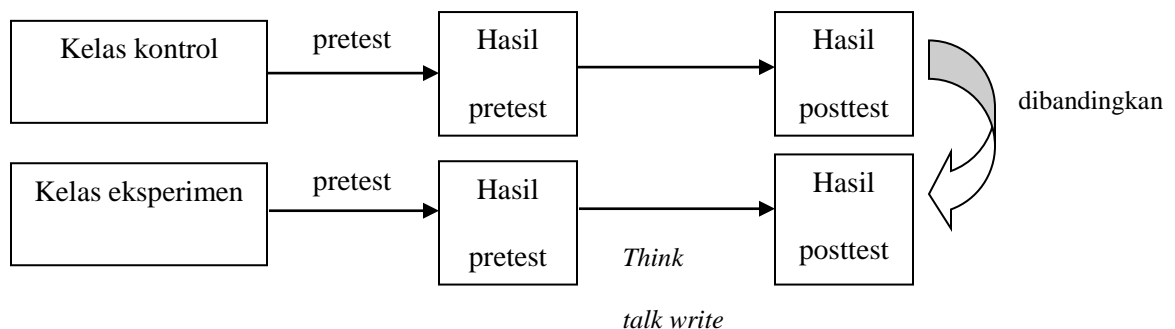 Kelas kontrol
pretest
Hasil
pretest
Hasil
posttest
dibandingkan
Kelas eksperimen
pretest
Hasil
pretest
Think
talk write
Hasil
posttest